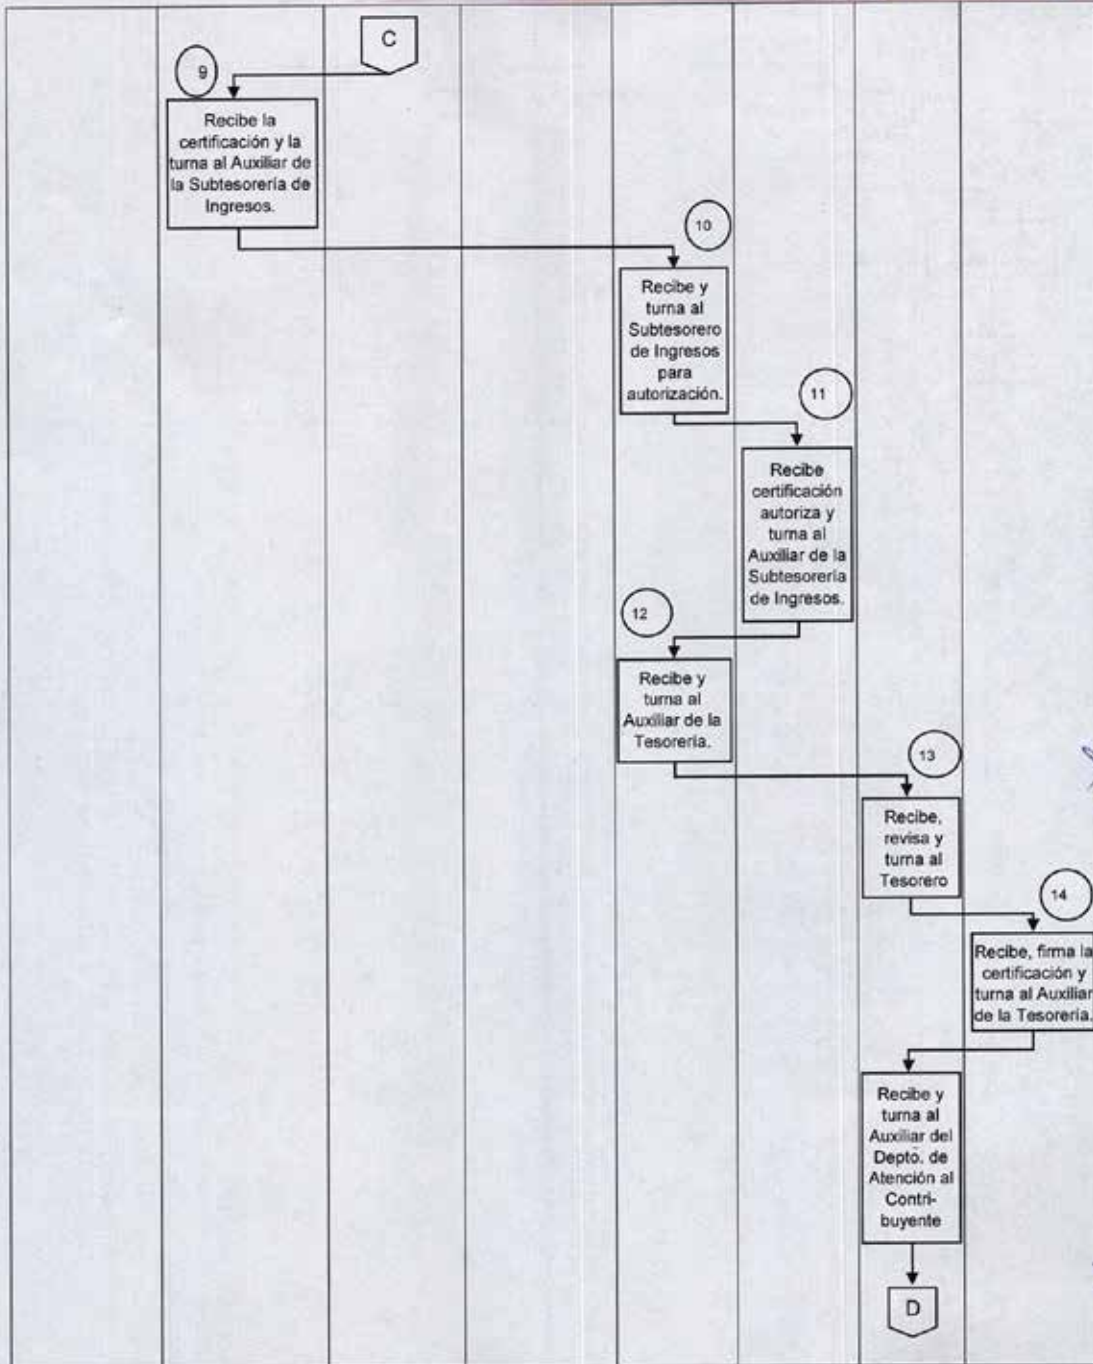 C
9
Recibe la
certificación y la
turna al Auxiliar de
la Subtesorería de
Ingresos.
10
Recibe y
turna al
Subtesorero
de Ingresos
para
autorización.
11
Recibe
certificación
autoriza y
turna al
Auxiliar de la
Subtesorería
de Ingresos.
12
Recibe y
turna al
Auxiliar de la
Tesorería.
13
Recibe,
revisa y
turna al
Tesorero
14
Recibe, firma la
certificación y
turna al Auxiliar
de la Tesorería.
Recibe y
turna al
Auxiliar del
Depto. de
Atención al
Contri-
buyente
D